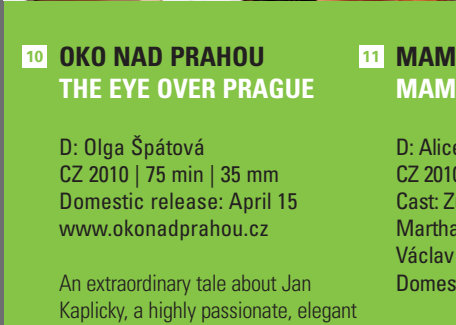 10 OKO NAD PRAHOU
THE EYE OVER PRAGUE
D: Olga Špátová
CZ 2010 | 75 min | 35 mm
Domestic release: April 15
www.okonadprahou.cz
An extraordinary tale about Jan
Kaplicky, a highly passionate, elegant
11 MAM
MAM
D: Alice
CZ 2010
Cast: Z
Martha
Václav
Domes